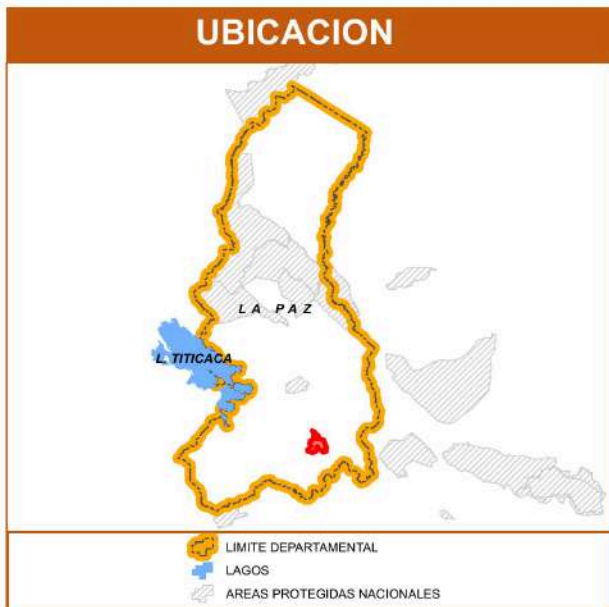 UBICACION
LA PAZ
L. TITICACA
LIMITE DEPARTAMENTAL
LAGOS
AREAS PROTEGIDAS NACIONALES